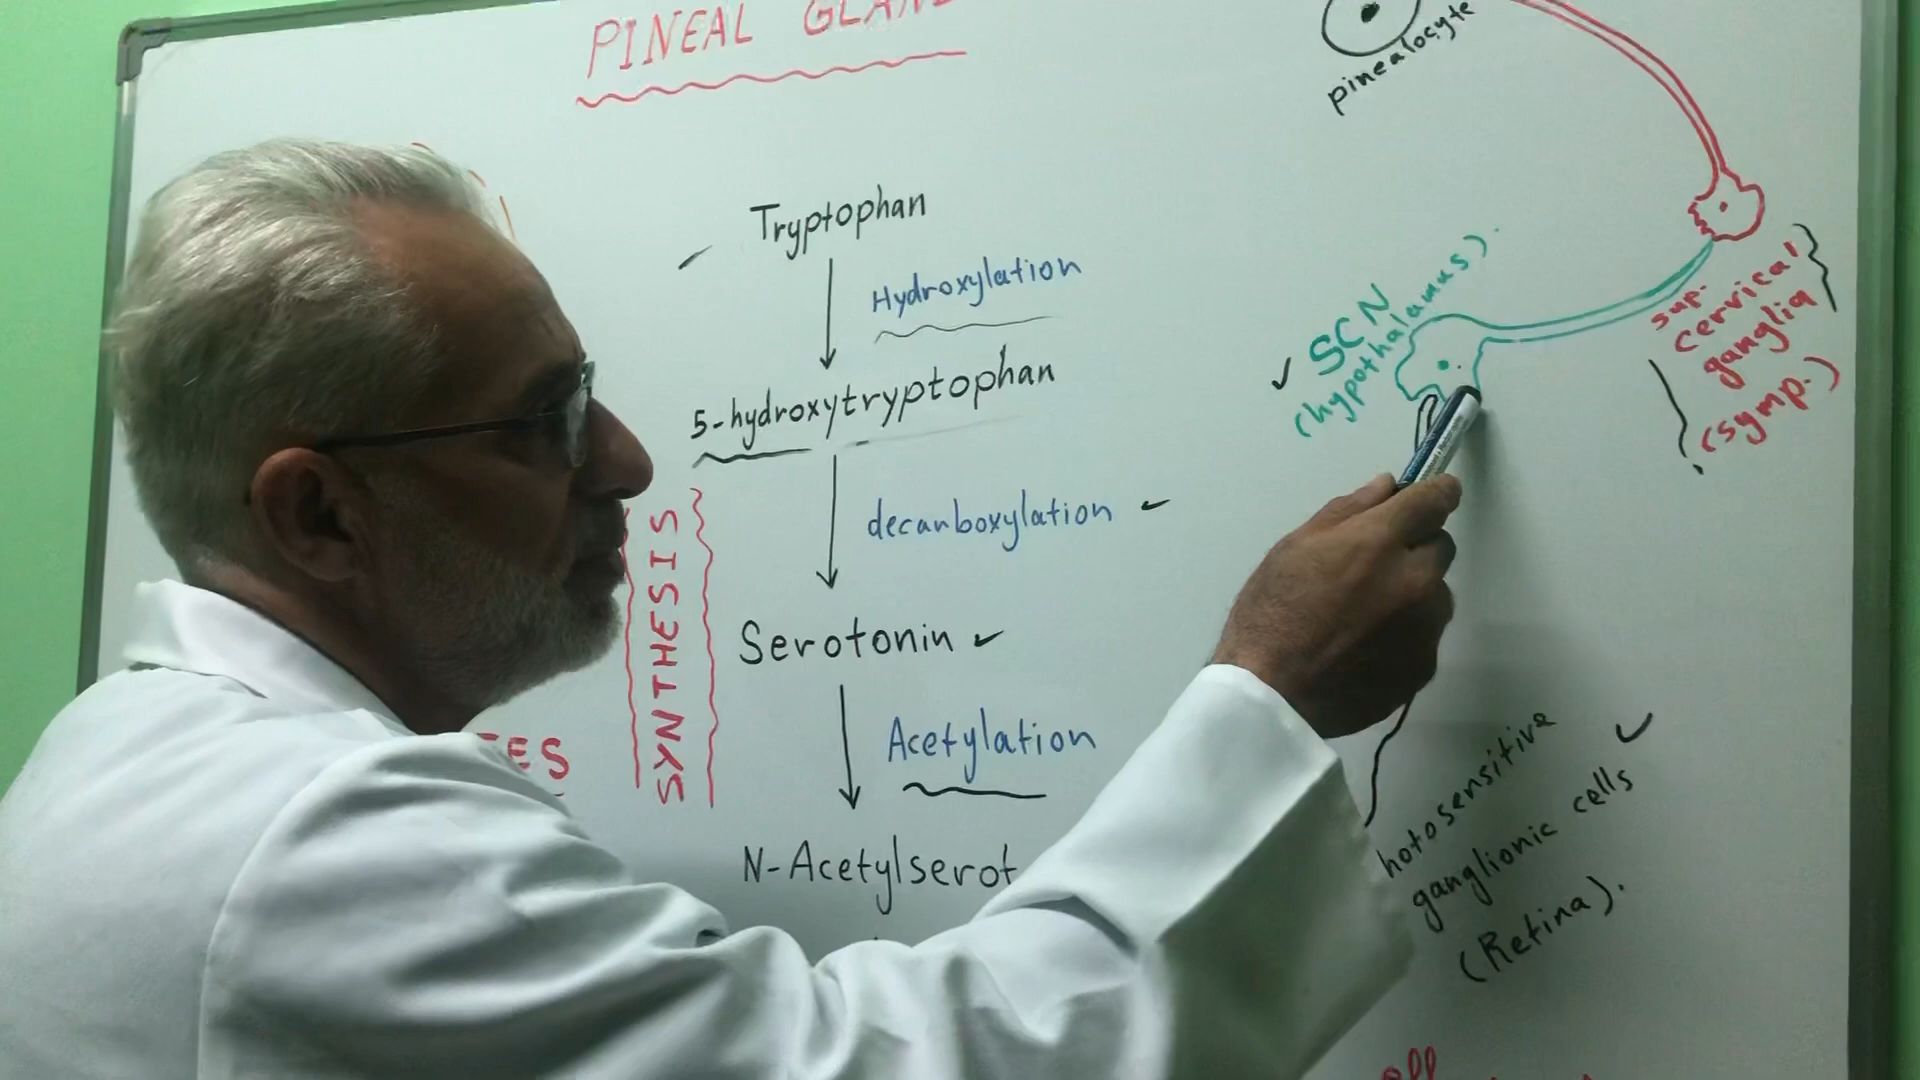 PINEAL GLAND
Tryptophan
Hydroxylation
5-hydroxytryptophan
decarboxylation
Serotonin
Acetylation
N-Acetylserot
SYNTHESIS
pinealocyte
SCN
(hypothalamus).
sup.
cervical
ganglia
(symp.)
hotosensitive
ganglionic cells
(Retina).